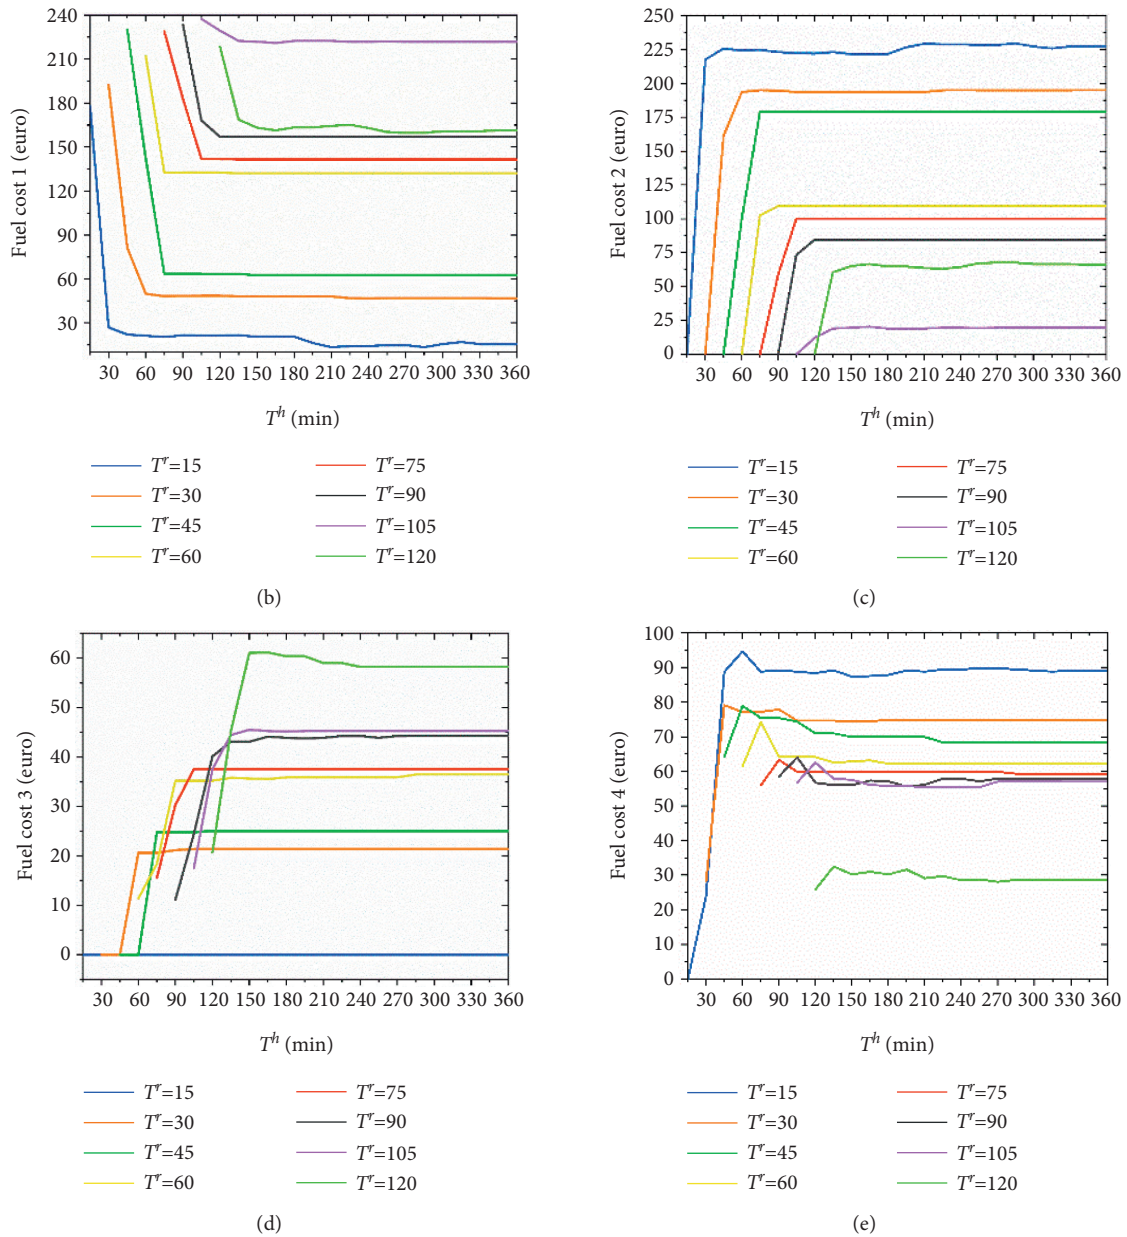 240
210
180
150
120
90
60
30
Fuel cost 1 (euro)
30 60 90 120 150 180 210 240 270 300 330 360
T^h (min)
T^r=15
T^r=30
T^r=45
T^r=60
T^r=75
T^r=90
T^r=105
T^r=120
(b)
250
225
200
175
150
125
100
75
50
25
0
Fuel cost 2 (euro)
30 60 90 120 150 180 210 240 270 300 330 360
T^h (min)
T^r=15
T^r=30
T^r=45
T^r=60
T^r=75
T^r=90
T^r=105
T^r=120
(c)
60
50
40
30
20
10
0
Fuel cost 3 (euro)
30 60 90 120 150 180 210 240 270 300 330 360
T^h (min)
T^r=15
T^r=30
T^r=45
T^r=60
T^r=75
T^r=90
T^r=105
T^r=120
(d)
100
90
80
70
60
50
40
30
20
10
0
Fuel cost 4 (euro)
30 60 90 120 150 180 210 240 270 300 330 360
T^h (min)
T^r=15
T^r=30
T^r=45
T^r=60
T^r=75
T^r=90
T^r=105
T^r=120
(e)